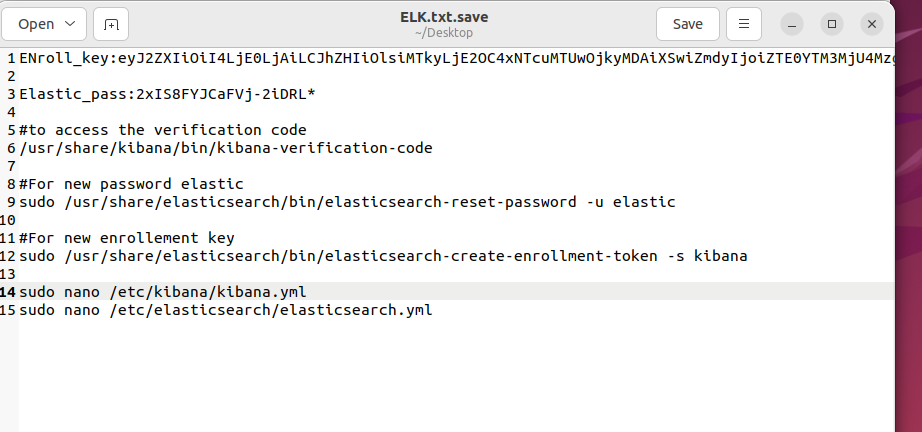 Open
ELK.txt.save
~/Desktop
Save
1 ENroll_key:eyJ2ZXIiOiI4LjE0LjAiLCJhZHIiOlsiMTkyLjE2OC4xNTcuMTUwOjkyMDAiXSwiZmdyIjoiZTE0YTM3MjU4Mzg
2
3 Elastic_pass:2xIS8FYJCaFVj-2iDRL*
4
5 #to access the verification code
6 /usr/share/kibana/bin/kibana-verification-code
7
8 #For new password elastic
9 sudo /usr/share/elasticsearch/bin/elasticsearch-reset-password -u elastic
10
11 #For new enrollement key
12 sudo /usr/share/elasticsearch/bin/elasticsearch-create-enrollment-token -s kibana
13
14 sudo nano /etc/kibana/kibana.yml
15 sudo nano /etc/elasticsearch/elasticsearch.yml